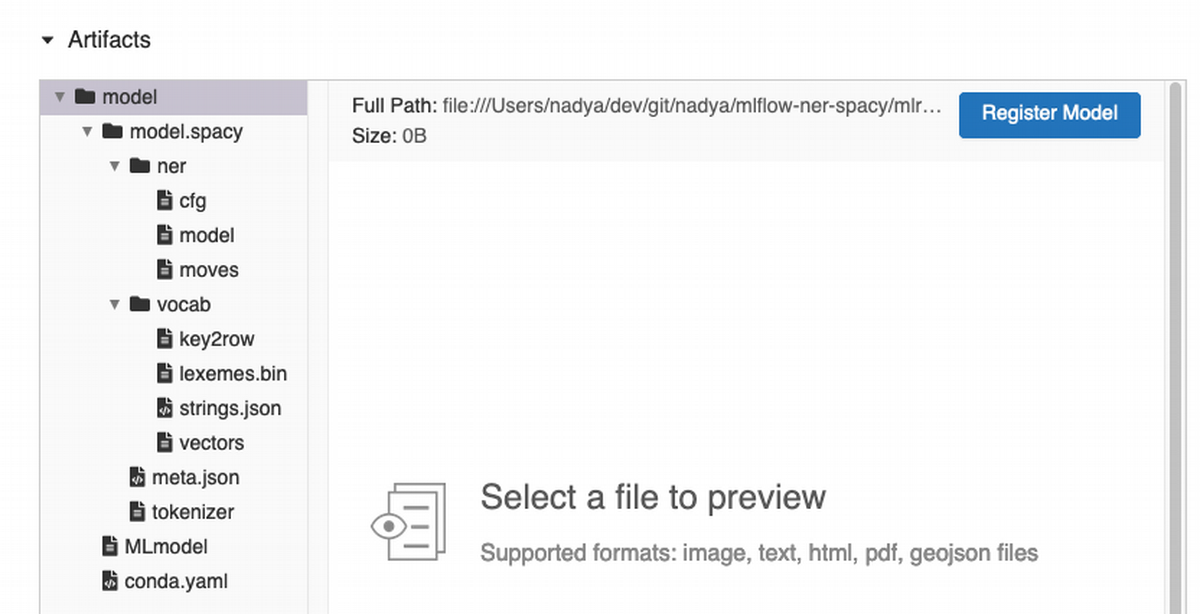 Artifacts
model
model.spacy
ner
cfg
model
moves
vocab
key2row
lexemes.bin
strings.json
vectors
meta.json
tokenizer
MLmodel
conda.yaml
Full Path: file:///Users/nadya/dev/git/nadya/mlflow-ner-spacy/mlr...
Size: 0B
Register Model
Select a file to preview
Supported formats: image, text, html, pdf, geojson files